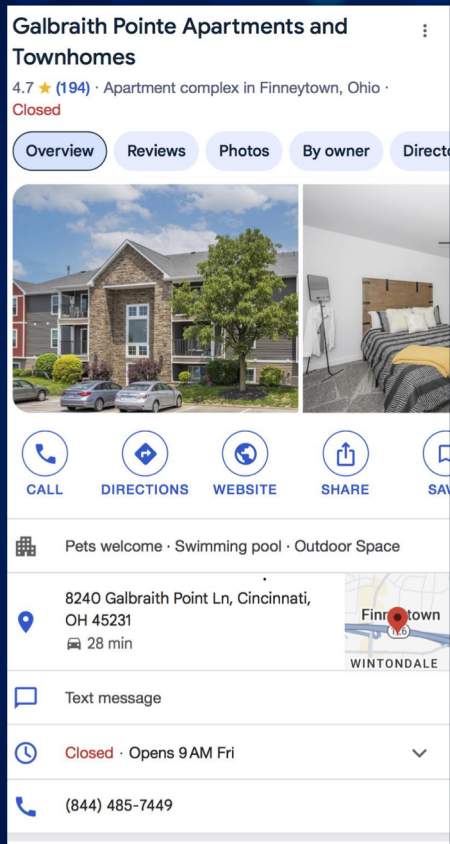 Galbraith Pointe Apartments and
Townhomes
4.7 ★ (194) · Apartment complex in Finneytown, Ohio ·
Closed
Overview
Reviews
Photos
By owner
Directo
CALL
DIRECTIONS
WEBSITE
SHARE
SAV
Pets welcome · Swimming pool · Outdoor Space
8240 Galbraith Point Ln, Cincinnati,
OH 45231
28 min
WINTONDALE
Text message
Closed · Opens 9 AM Fri
(844) 485-7449